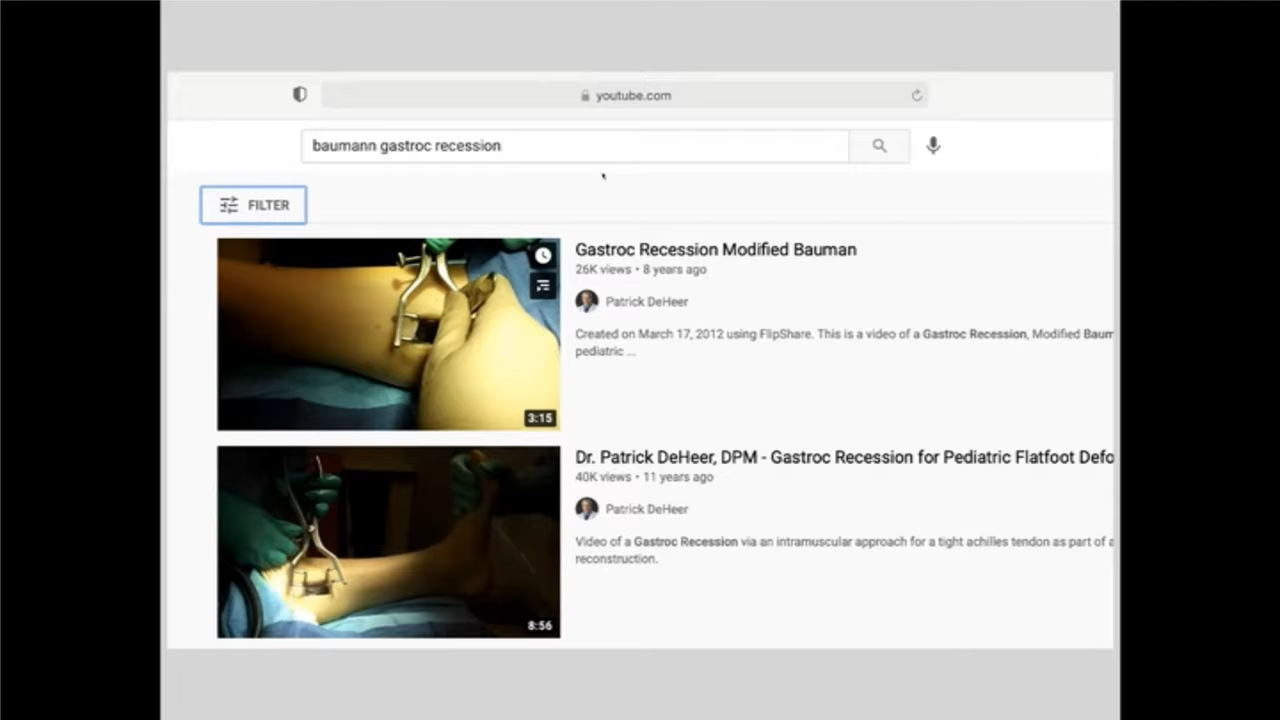 youtube.com
baumann gastroc recession
FILTER
Gastroc Recession Modified Bauman
26K views • 8 years ago
Patrick DeHeer
Created on March 17, 2012 using FlipShare. This is a video of a Gastroc Recession, Modified Baum
pediatric ...
3:15
Dr. Patrick DeHeer, DPM - Gastroc Recession for Pediatric Flatfoot Defo
40K views • 11 years ago
Patrick DeHeer
Video of a Gastroc Recession via an intramuscular approach for a tight achilles tendon as part of a
reconstruction.
8:56